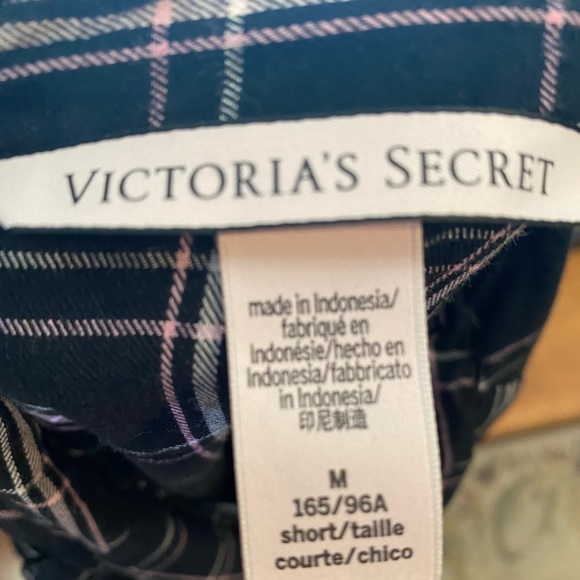 VICTORIA'S SECRET
made in Indonesia/
fabriqué en
Indonésie/hecho en
Indonesia/fabbricato
in Indonesia/
印尼制造
M
165/96A
short/taille
courte/chico